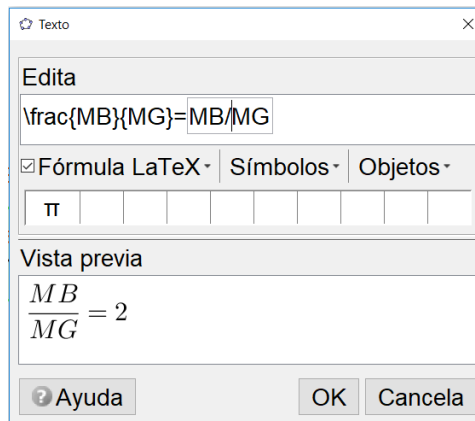 Texto
Edita
\frac{MB}{MG}=MB/MG
Fórmula LaTeX Símbolos Objetos
π
Vista previa
MB
MG = 2
Ayuda OK Cancela